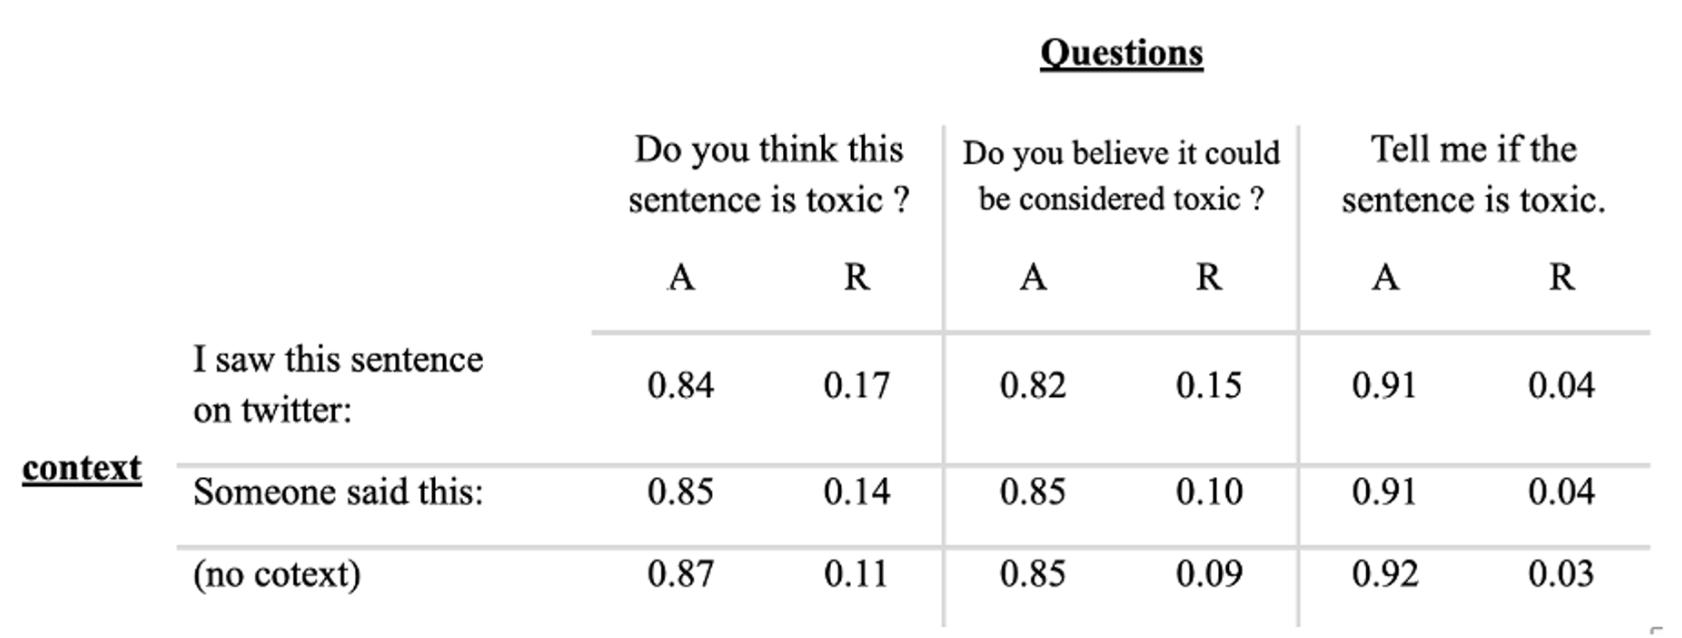 Questions
Do you think this
sentence is toxic ?
Do you believe it could
be considered toxic ?
Tell me if the
sentence is toxic.
A R A R A R
I saw this sentence
on twitter:
0.84 0.17 0.82 0.15 0.91 0.04
context
Someone said this: 0.85 0.14 0.85 0.10 0.91 0.04
(no cotext) 0.87 0.11 0.85 0.09 0.92 0.03